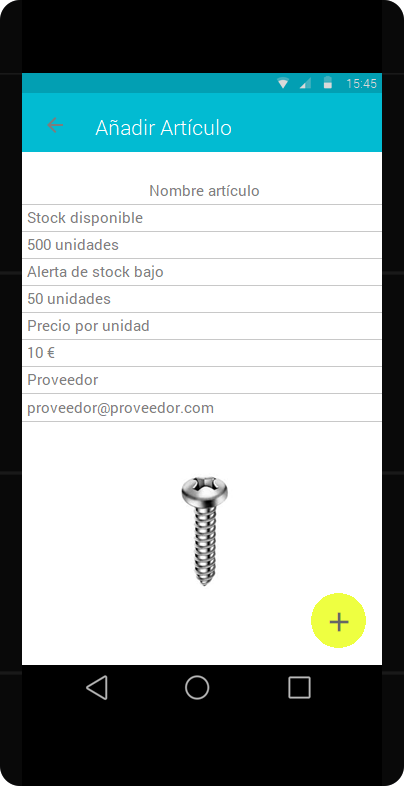 15:45
Añadir Artículo
Nombre artículo
Stock disponible
500 unidades
Alerta de stock bajo
50 unidades
Precio por unidad
10 €
Proveedor
proveedor@proveedor.com